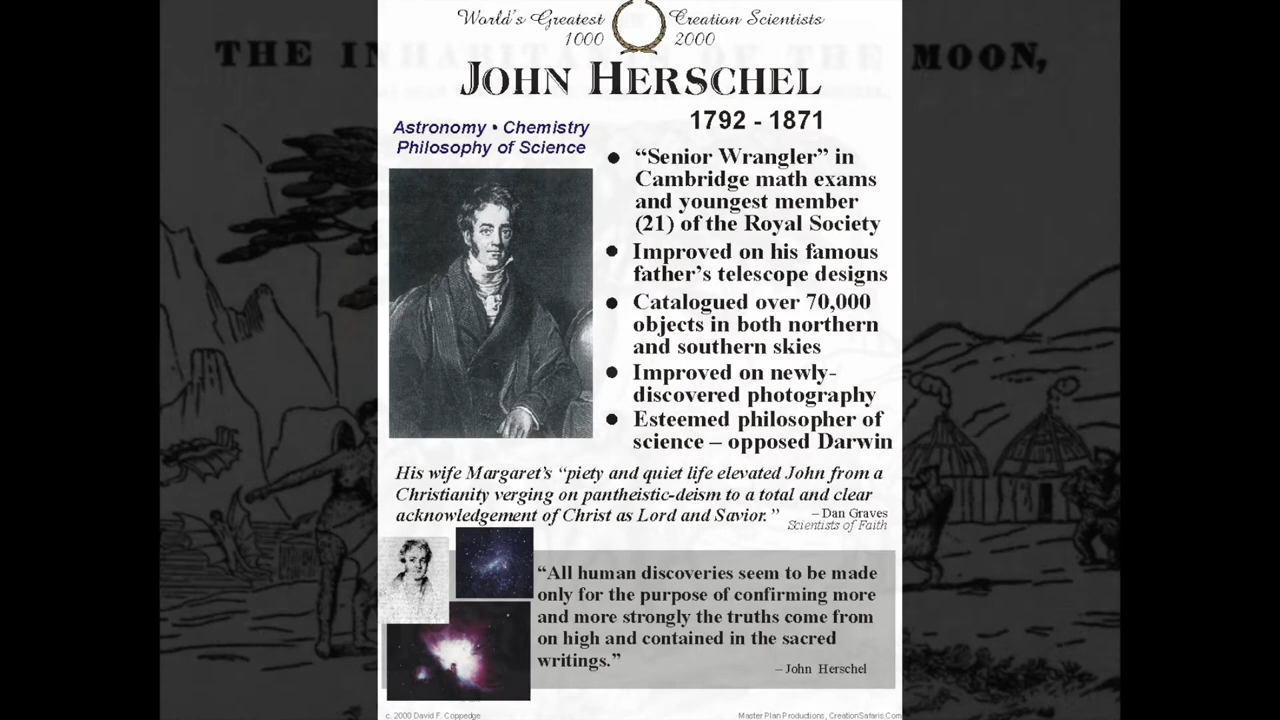 World's Greatest Creation Scientists
1000 2000
THE INHABITANTS OF THE MOON,
JOHN HERSCHEL
1792 - 1871
Astronomy • Chemistry
Philosophy of Science
● “Senior Wrangler” in
Cambridge math exams
and youngest member
(21) of the Royal Society
● Improved on his famous
father’s telescope designs
● Catalogued over 70,000
objects in both northern
and southern skies
● Improved on newly-
discovered photography
● Esteemed philosopher of
science – opposed Darwin
His wife Margaret’s “piety and quiet life elevated John from a
Christianity verging on pantheistic-deism to a total and clear
acknowledgement of Christ as Lord and Savior.”
– Dan Graves
Scientists of Faith
“All human discoveries seem to be made
only for the purpose of confirming more
and more strongly the truths come from
on high and contained in the sacred
writings.”
– John Herschel
c. 2000 David F. Coppedge
Master Plan Productions, CreationSafaris.Com